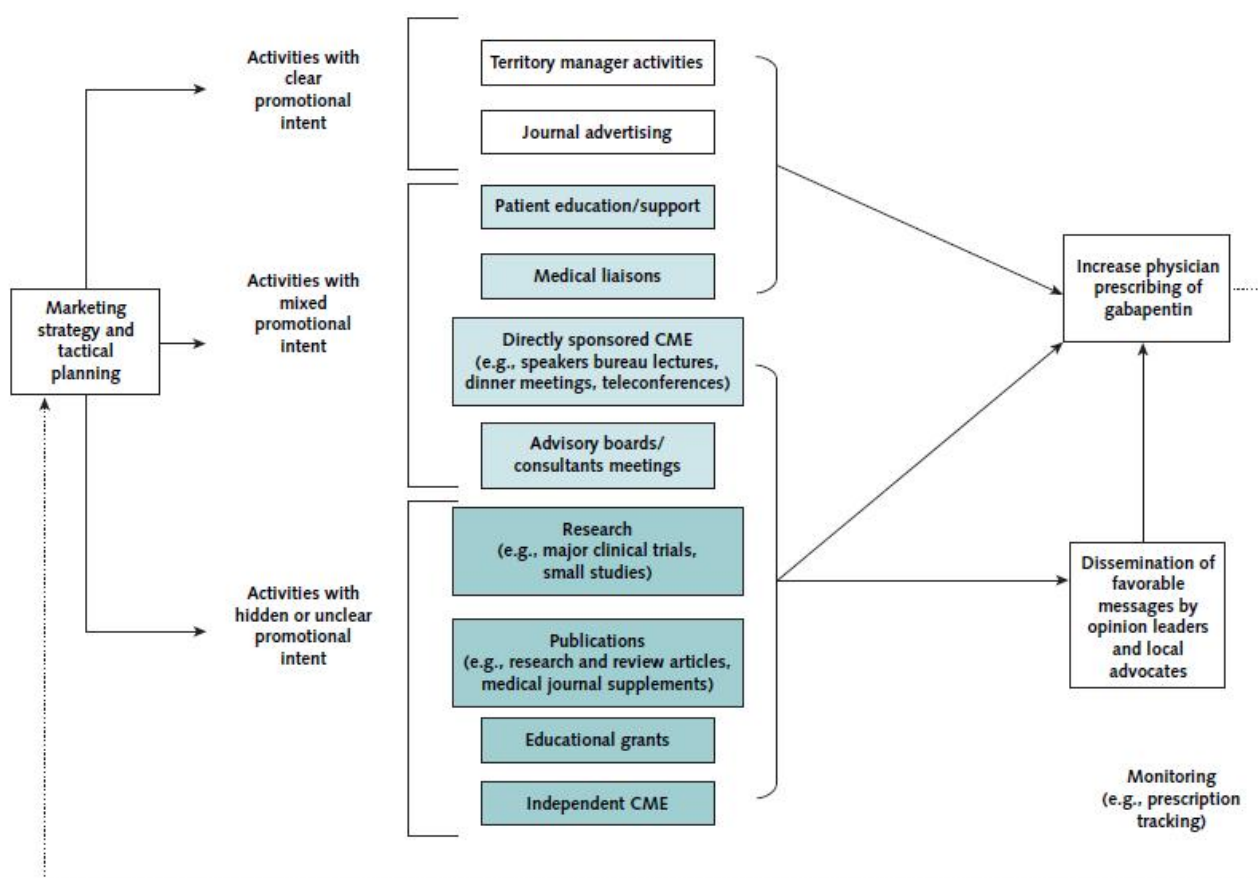 Marketing
strategy and
tactical
planning
Activities with
clear
promotional
intent
Activities with
mixed
promotional
intent
Activities with
hidden or unclear
promotional
intent
Territory manager activities
Journal advertising
Patient education/support
Medical liaisons
Directly sponsored CME
(e.g., speakers bureau lectures,
dinner meetings, teleconferences)
Advisory boards/
consultants meetings
Research
(e.g., major clinical trials,
small studies)
Publications
(e.g., research and review articles,
medical journal supplements)
Educational grants
Independent CME
Increase physician
prescribing of
gabapentin
Dissemination of
favorable
messages by
opinion leaders
and local
advocates
Monitoring
(e.g., prescription
tracking)